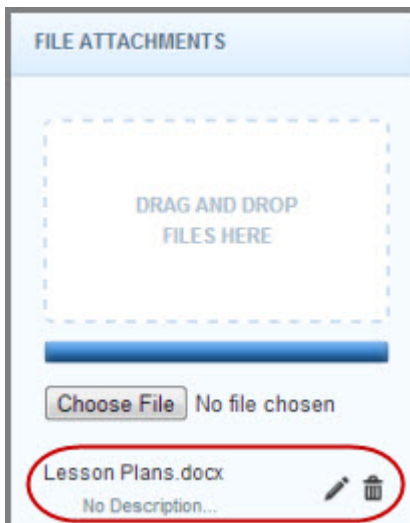 FILE ATTACHMENTS
DRAG AND DROP
FILES HERE
Choose File No file chosen
Lesson Plans.docx
No Description...